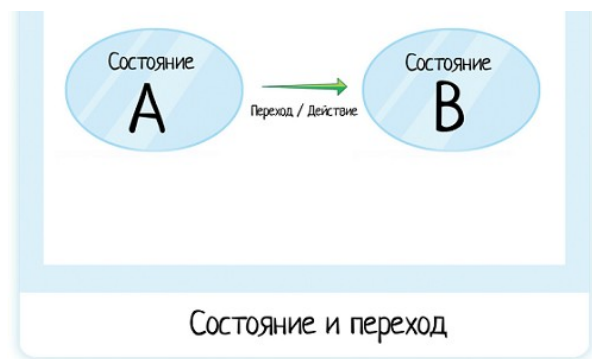 Состояние
A
Переход / Действие
Состояние
B
Состояние и переход